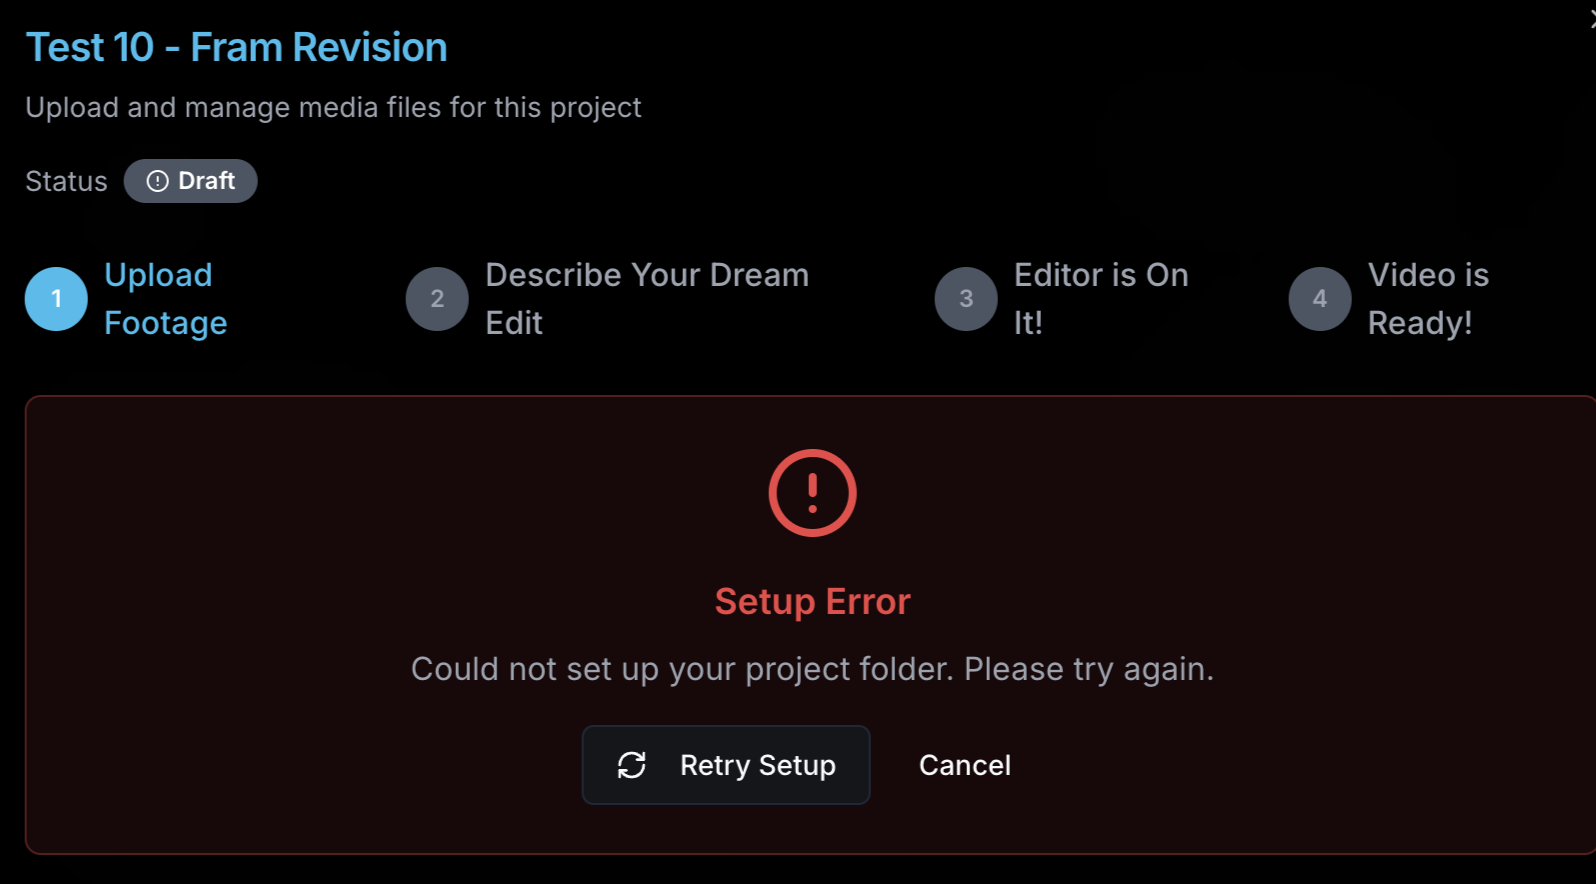 Test 10 - Fram Revision
Upload and manage media files for this project
Status
Draft
1
Upload
Footage
2
Describe Your Dream
Edit
3
Editor is On
It!
4
Video is
Ready!
Setup Error
Could not set up your project folder. Please try again.
Retry Setup
Cancel